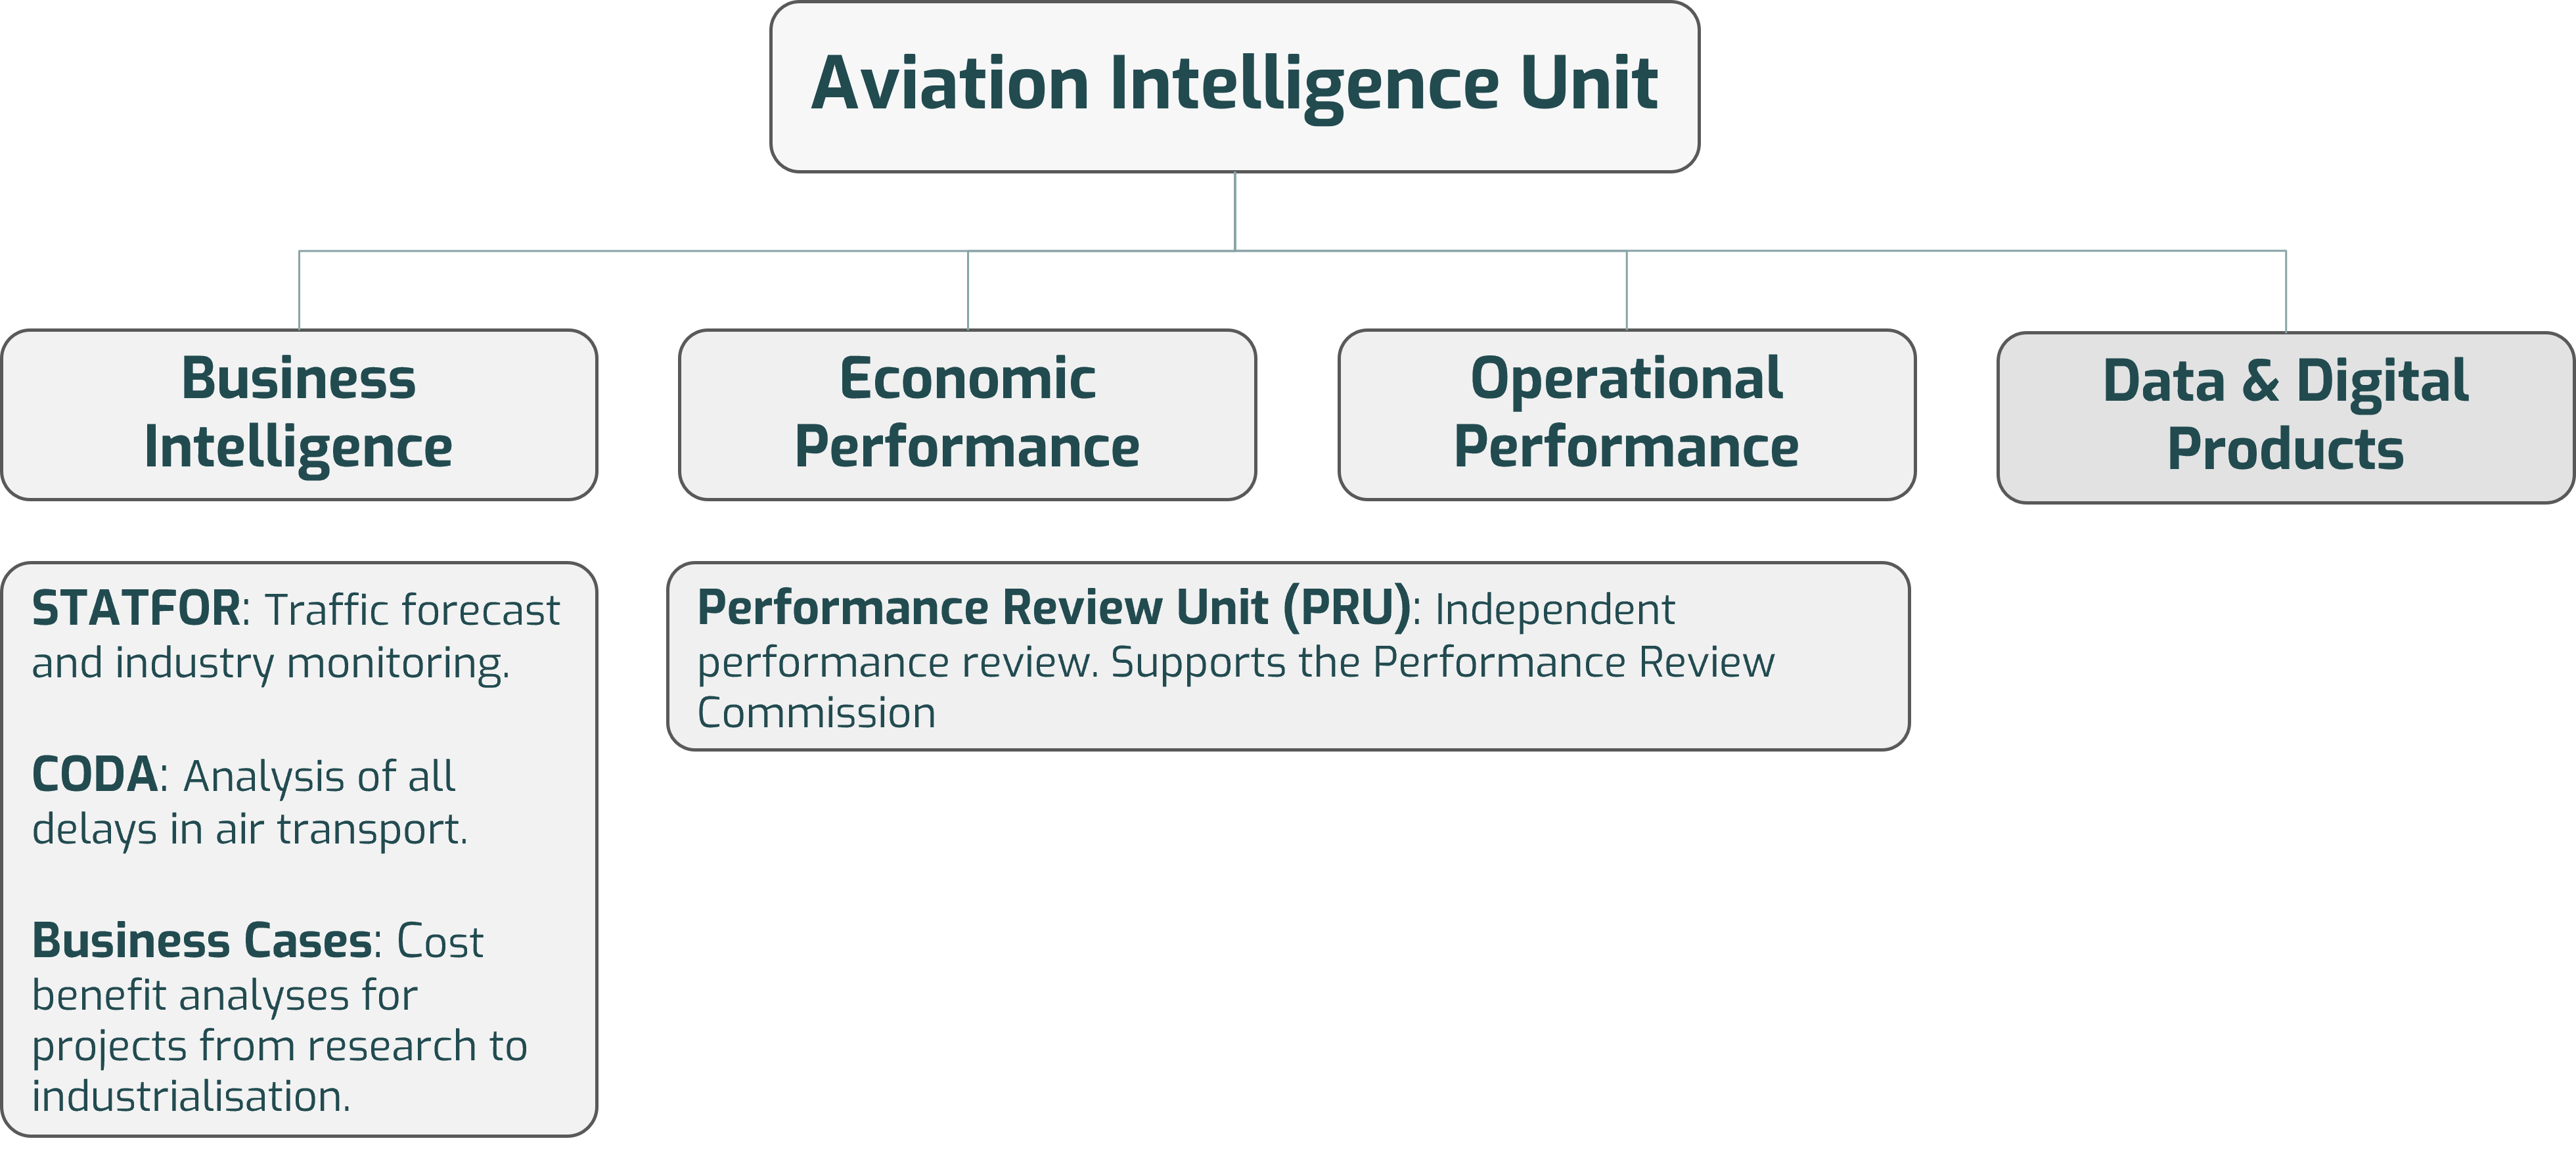 Aviation Intelligence Unit
Business
Intelligence
Economic
Performance
Operational
Performance
Data & Digital
Products
STATFOR: Traffic forecast
and industry monitoring.
CODA: Analysis of all
delays in air transport.
Business Cases: Cost
benefit analyses for
projects from research to
industrialisation.
Performance Review Unit (PRU): Independent
performance review. Supports the Performance Review
Commission